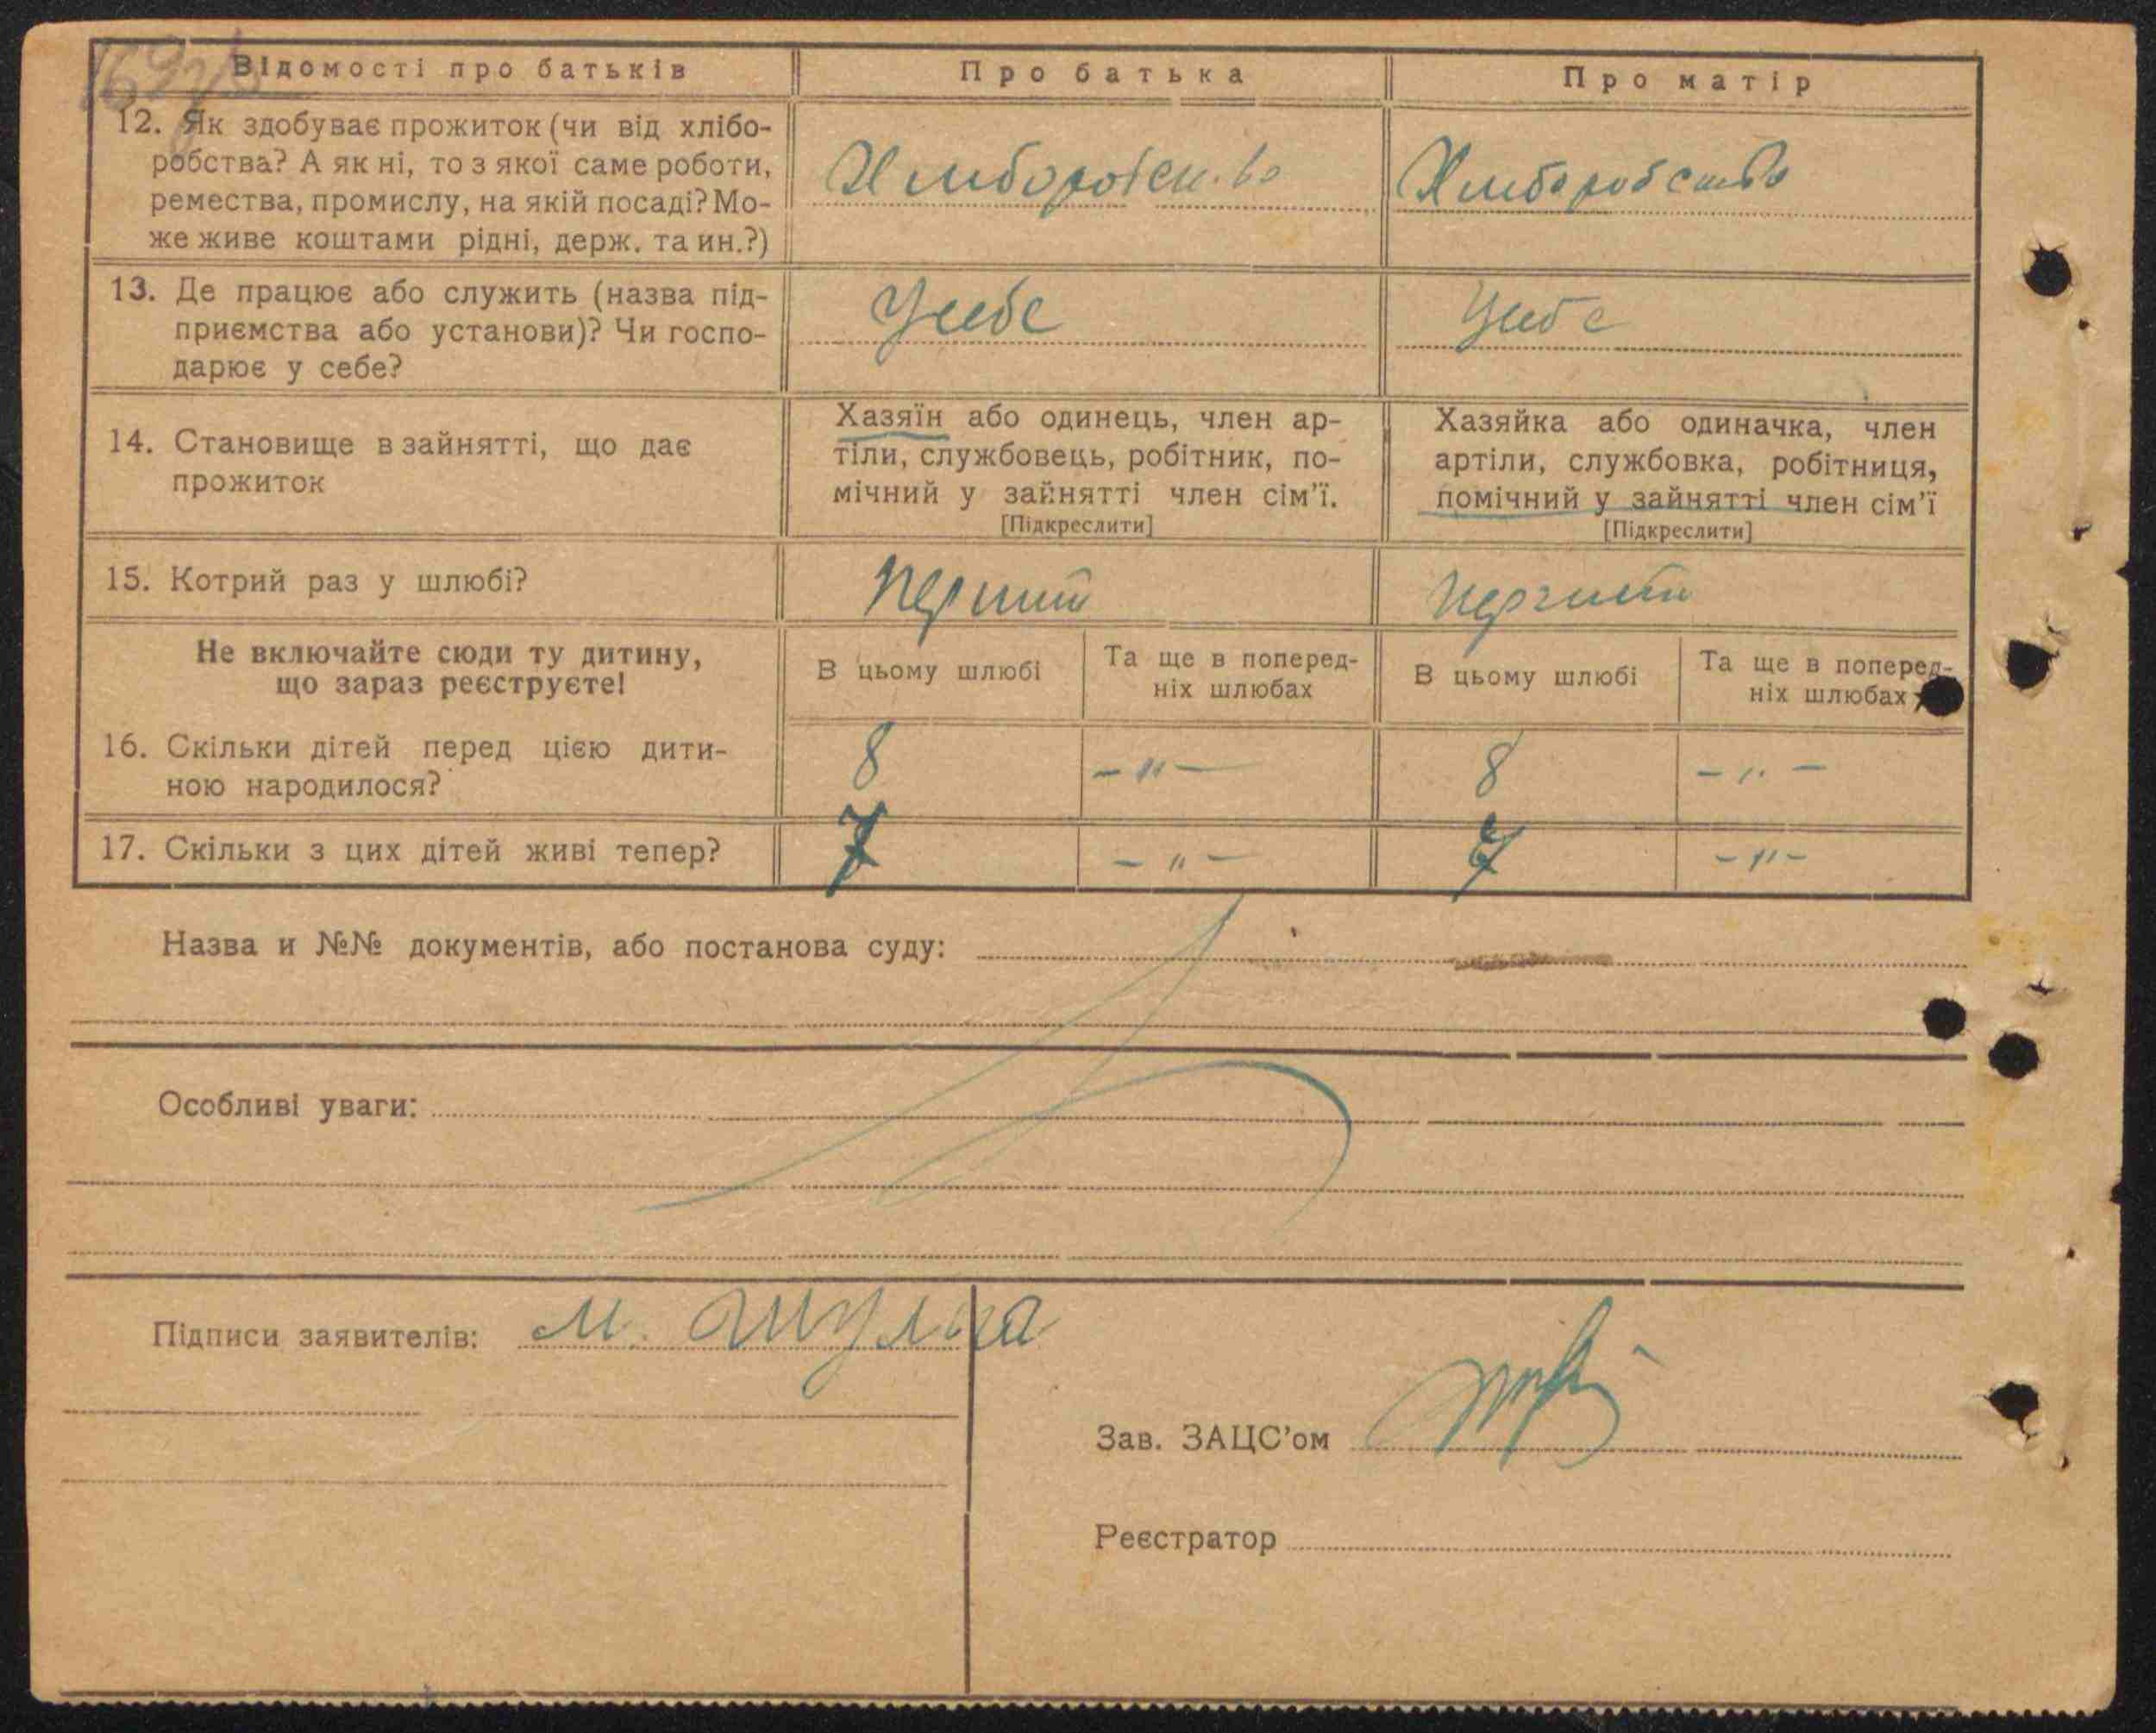 Відомості про батьків Про батька Про матір
12. Як здобуває прожиток (чи від хлібо-
робства? А як ні, то з якої саме роботи,
ремества, промислу, на якій посаді? Мо-
же живе коштами рідні, держ. та ин.?)
Хлиборобство Хлиборобство
13. Де працює або служить (назва під-
приємства або установи)? Чи госпо-
дарює у себе?
Усебе Усебе
14. Становище в зайнятті, що дає
прожиток
Хазяїн або одинець, член ар-
тіли, службовець, робітник, по-
мічний у зайнятті член сім'ї.
[Підкреслити]
Хазяйка або одиначка, член
артіли, службовка, робітниця,
помічний у зайнятті член сім'ї
[Підкреслити]
15. Котрий раз у шлюбі? Перший Перший
Не включайте сюди ту дитину,
що зараз реєструєте!
В цьому шлюбі
Та ще в поперед-
ніх шлюбах
В цьому шлюбі
Та ще в поперед-
ніх шлюбах
16. Скільки дітей перед цією дити-
ною народилося?
8 -"- 8 -"-
17. Скільки з цих дітей живі тепер? 7 -"- 7 -"-
Назва и №№ документів, або постанова суду:
Особливі уваги:
Підписи заявителів: М. Шульга
Зав. ЗАЦС'ом
Реєстратор